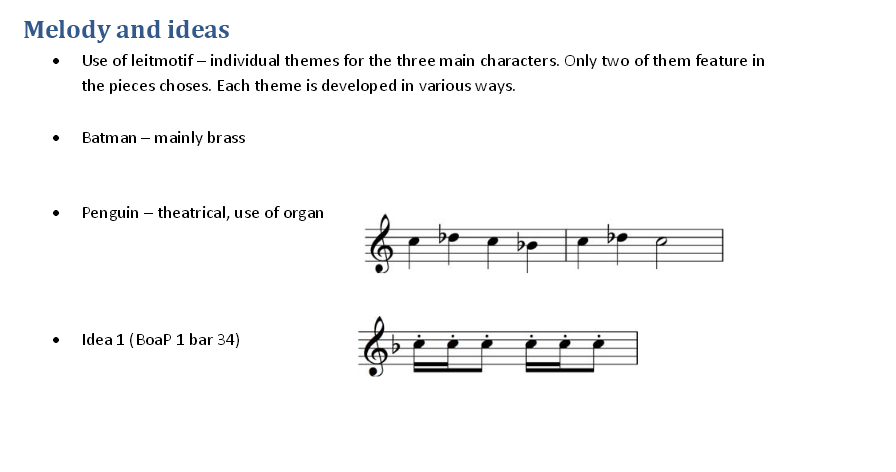 Melody and ideas
• Use of leitmotif – individual themes for the three main characters. Only two of them feature in
the pieces choses. Each theme is developed in various ways.
• Batman – mainly brass
• Penguin – theatrical, use of organ
• Idea 1 (BoaP 1 bar 34)